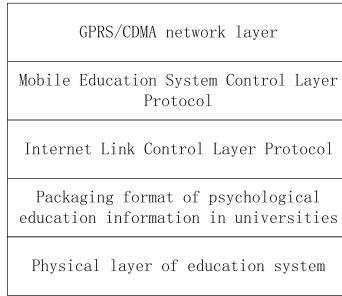 GPRS/CDMA network layer
Mobile Education System Control Layer
Protocol
Internet Link Control Layer Protocol
Packaging format of psychological
education information in universities
Physical layer of education system